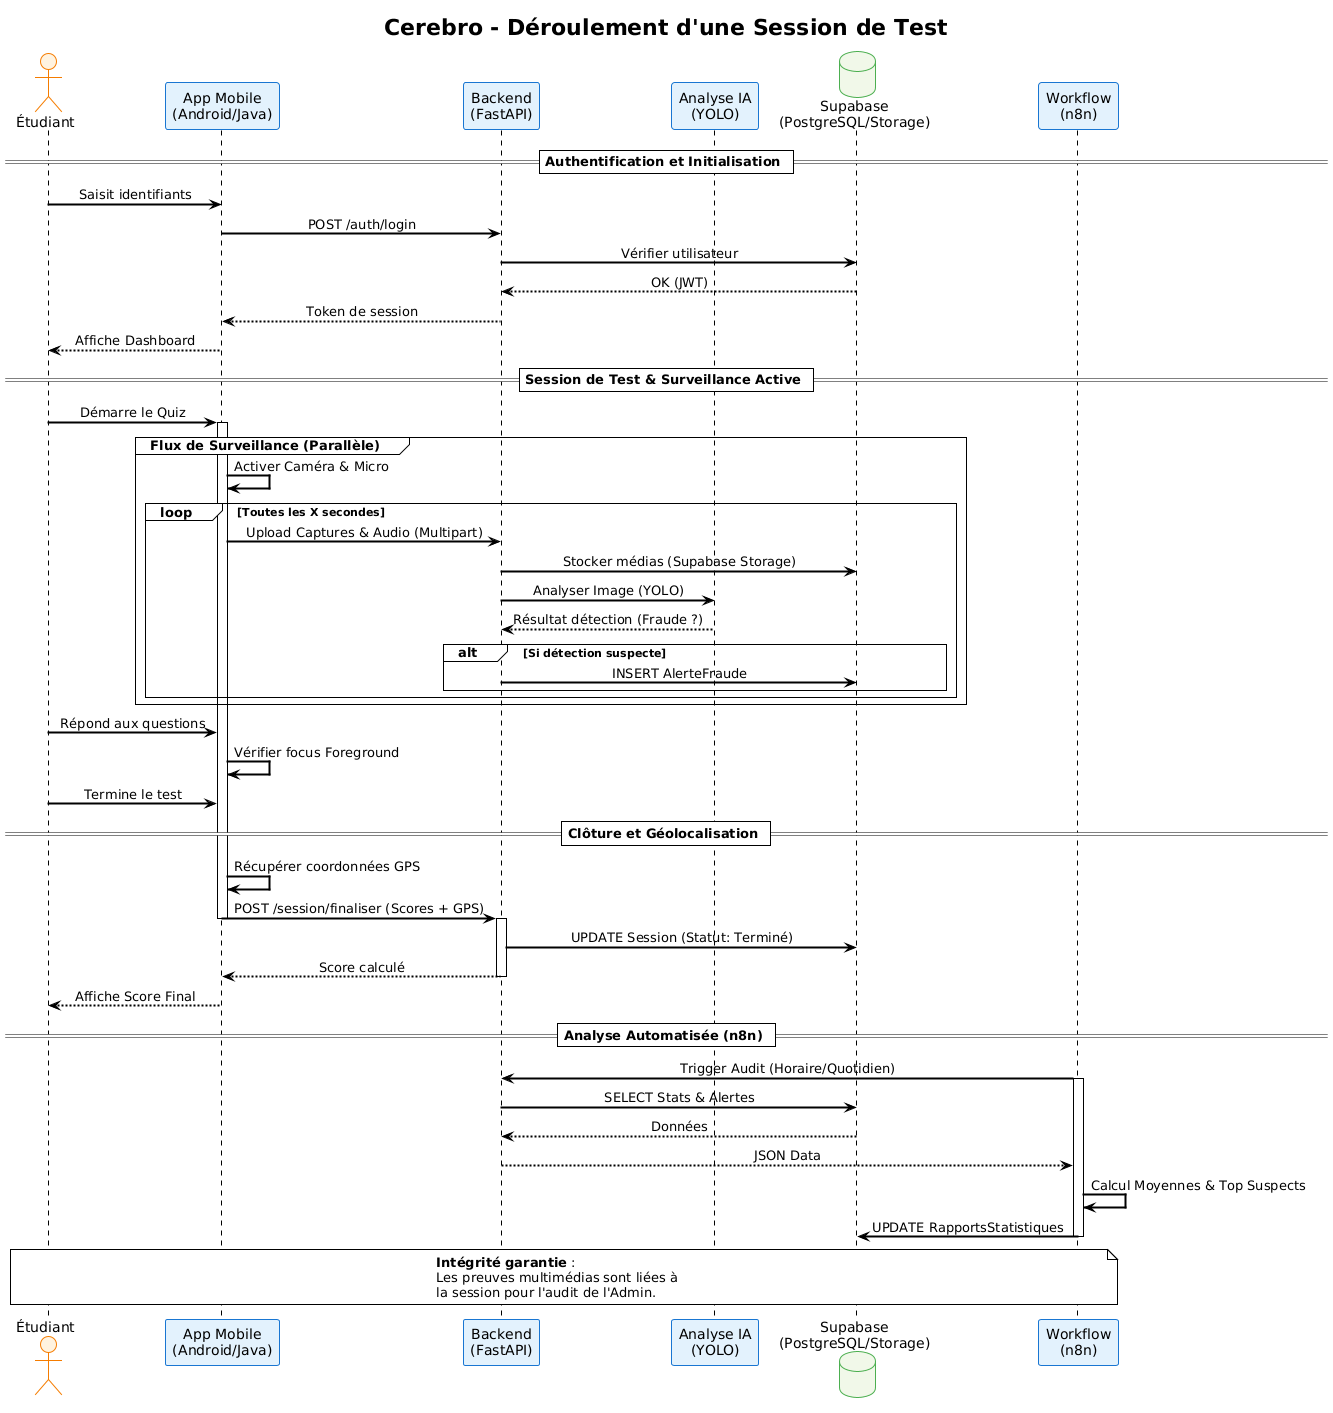 Cerebro - Déroulement d'une Session de Test
Étudiant
App Mobile
(Android/Java)
Backend
(FastAPI)
Analyse IA
(YOLO)
Supabase
(PostgreSQL/Storage)
Workflow
(n8n)
Authentification et Initialisation
Saisit identifiants
POST /auth/login
Vérifier utilisateur
OK (JWT)
Token de session
Affiche Dashboard
Session de Test & Surveillance Active
Démarre le Quiz
Flux de Surveillance (Parallèle)
Activer Caméra & Micro
loop [Toutes les X secondes]
Upload Captures & Audio (Multipart)
Stocker médias (Supabase Storage)
Analyser Image (YOLO)
Résultat détection (Fraude ?)
alt [Si détection suspecte]
INSERT AlerteFraude
Répond aux questions
Vérifier focus Foreground
Termine le test
Clôture et Géolocalisation
Récupérer coordonnées GPS
POST /session/finaliser (Scores + GPS)
UPDATE Session (Statut: Terminé)
Score calculé
Affiche Score Final
Analyse Automatisée (n8n)
Trigger Audit (Horaire/Quotidien)
SELECT Stats & Alertes
Données
JSON Data
Calcul Moyennes & Top Suspects
UPDATE RapportsStatistiques
Intégrité garantie :
Les preuves multimédias sont liées à
la session pour l'audit de l'Admin.
Étudiant
App Mobile
(Android/Java)
Backend
(FastAPI)
Analyse IA
(YOLO)
Supabase
(PostgreSQL/Storage)
Workflow
(n8n)